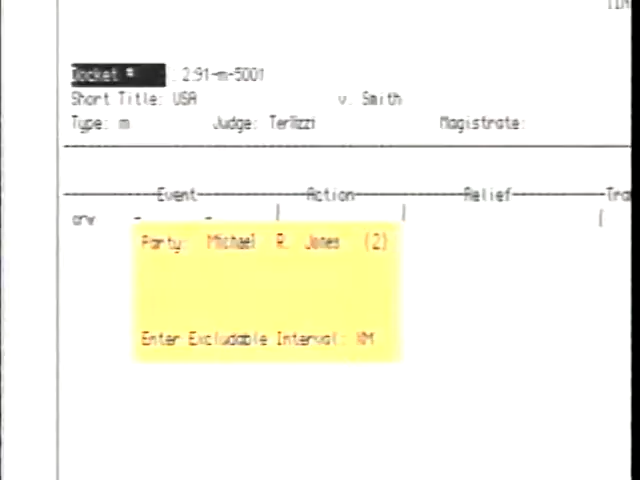 Docket # : 2:91-m-5001
Short Title: USA v. Smith
Type: m Judge: Terlizzi Magistrate:
Event Action Relief
Party: Michael R. Jones (2)
Enter Excludable Interval: XM